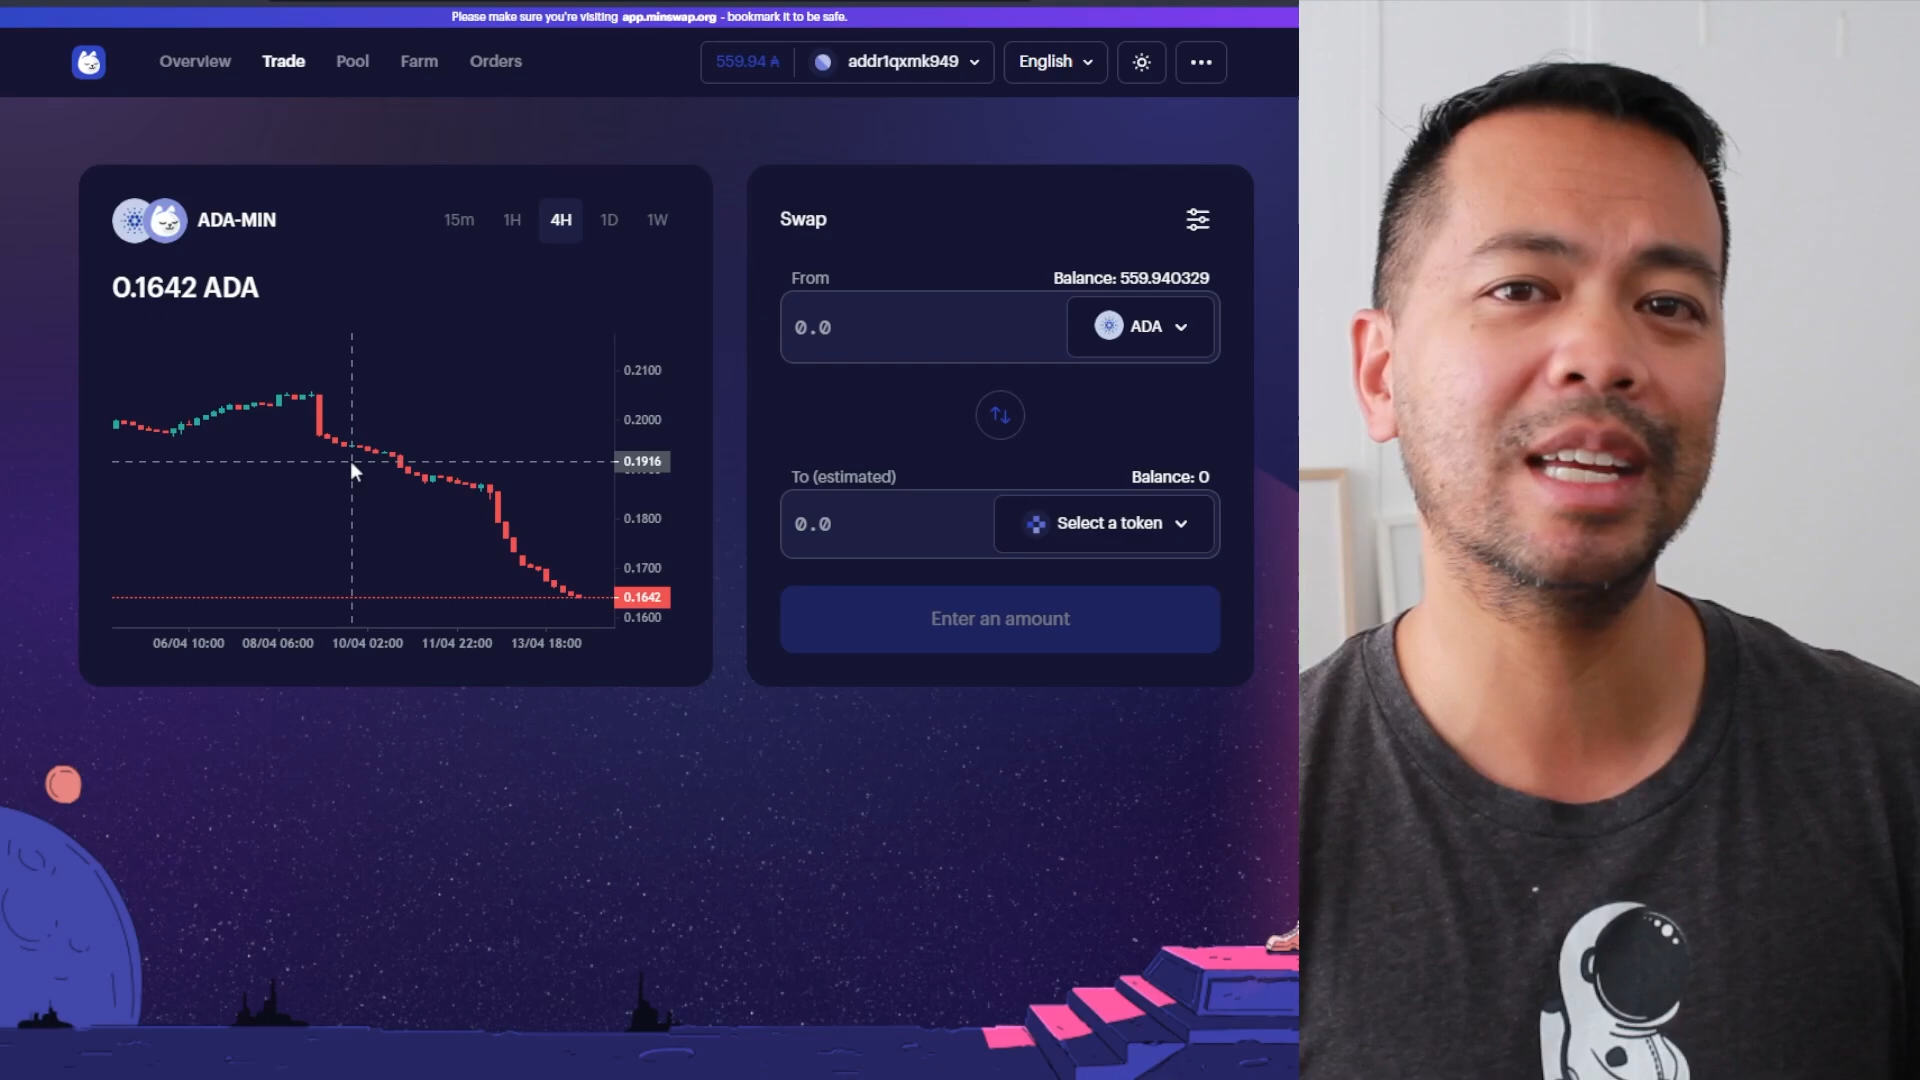 Please make sure you're visiting app.minswap.org - bookmark it to be safe.
Overview Trade Pool Farm Orders 559.94 ₳ addr1qxmk949 English
ADA-MIN 15m 1H 4H 1D 1W
0.1642 ADA
0.2100
0.2000
0.1916
0.1800
0.1700
0.1642
0.1600
06/04 10:00 08/04 06:00 10/04 02:00 11/04 22:00 13/04 18:00
Swap
From Balance: 559.940329
0.0 ADA
To (estimated) Balance: 0
0.0 Select a token
Enter an amount